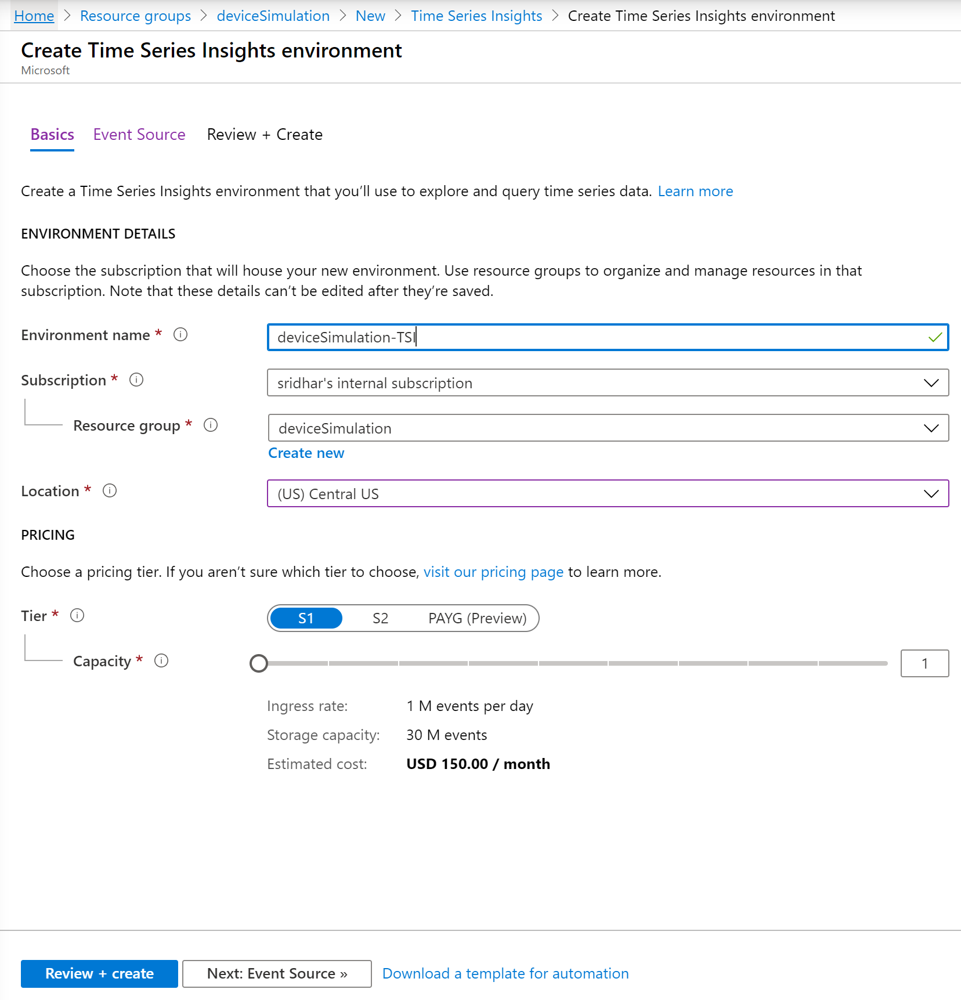 Home > Resource groups > deviceSimulation > New > Time Series Insights > Create Time Series Insights environment
Create Time Series Insights environment
Microsoft
Basics Event Source Review + Create
Create a Time Series Insights environment that you’ll use to explore and query time series data. Learn more
ENVIRONMENT DETAILS
Choose the subscription that will house your new environment. Use resource groups to organize and manage resources in that
subscription. Note that these details can’t be edited after they’re saved.
Environment name * deviceSimulation-TSI
Subscription * sridhar's internal subscription
Resource group * deviceSimulation
Create new
Location * (US) Central US
PRICING
Choose a pricing tier. If you aren’t sure which tier to choose, visit our pricing page to learn more.
Tier * S1 S2 PAYG (Preview)
Capacity * 1
Ingress rate: 1 M events per day
Storage capacity: 30 M events
Estimated cost: USD 150.00 / month
Review + create Next: Event Source » Download a template for automation